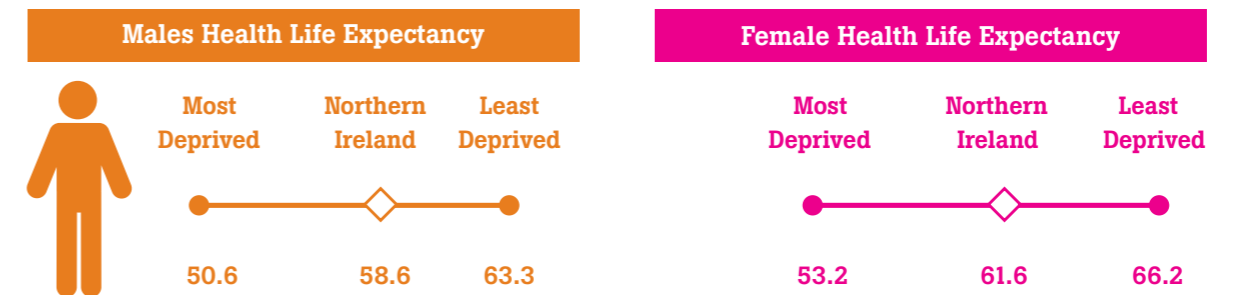 Males Health Life Expectancy
Most Deprived
Northern Ireland
Least Deprived
50.6
58.6
63.3
Female Health Life Expectancy
Most Deprived
Northern Ireland
Least Deprived
53.2
61.6
66.2